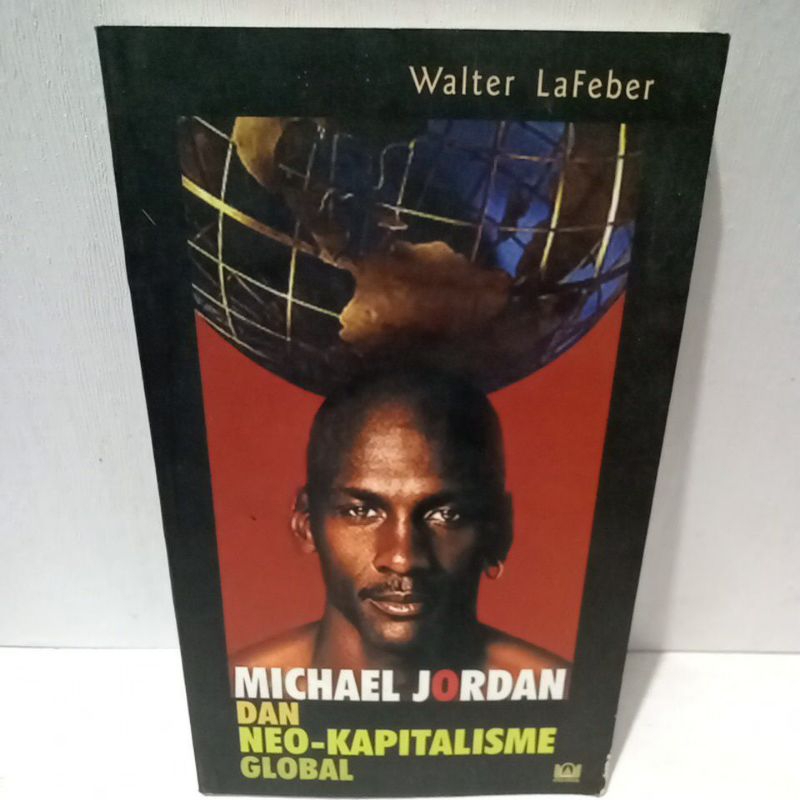 Walter LaFeber
MICHAEL JORDAN
DAN
NEO-KAPITALISME
GLOBAL